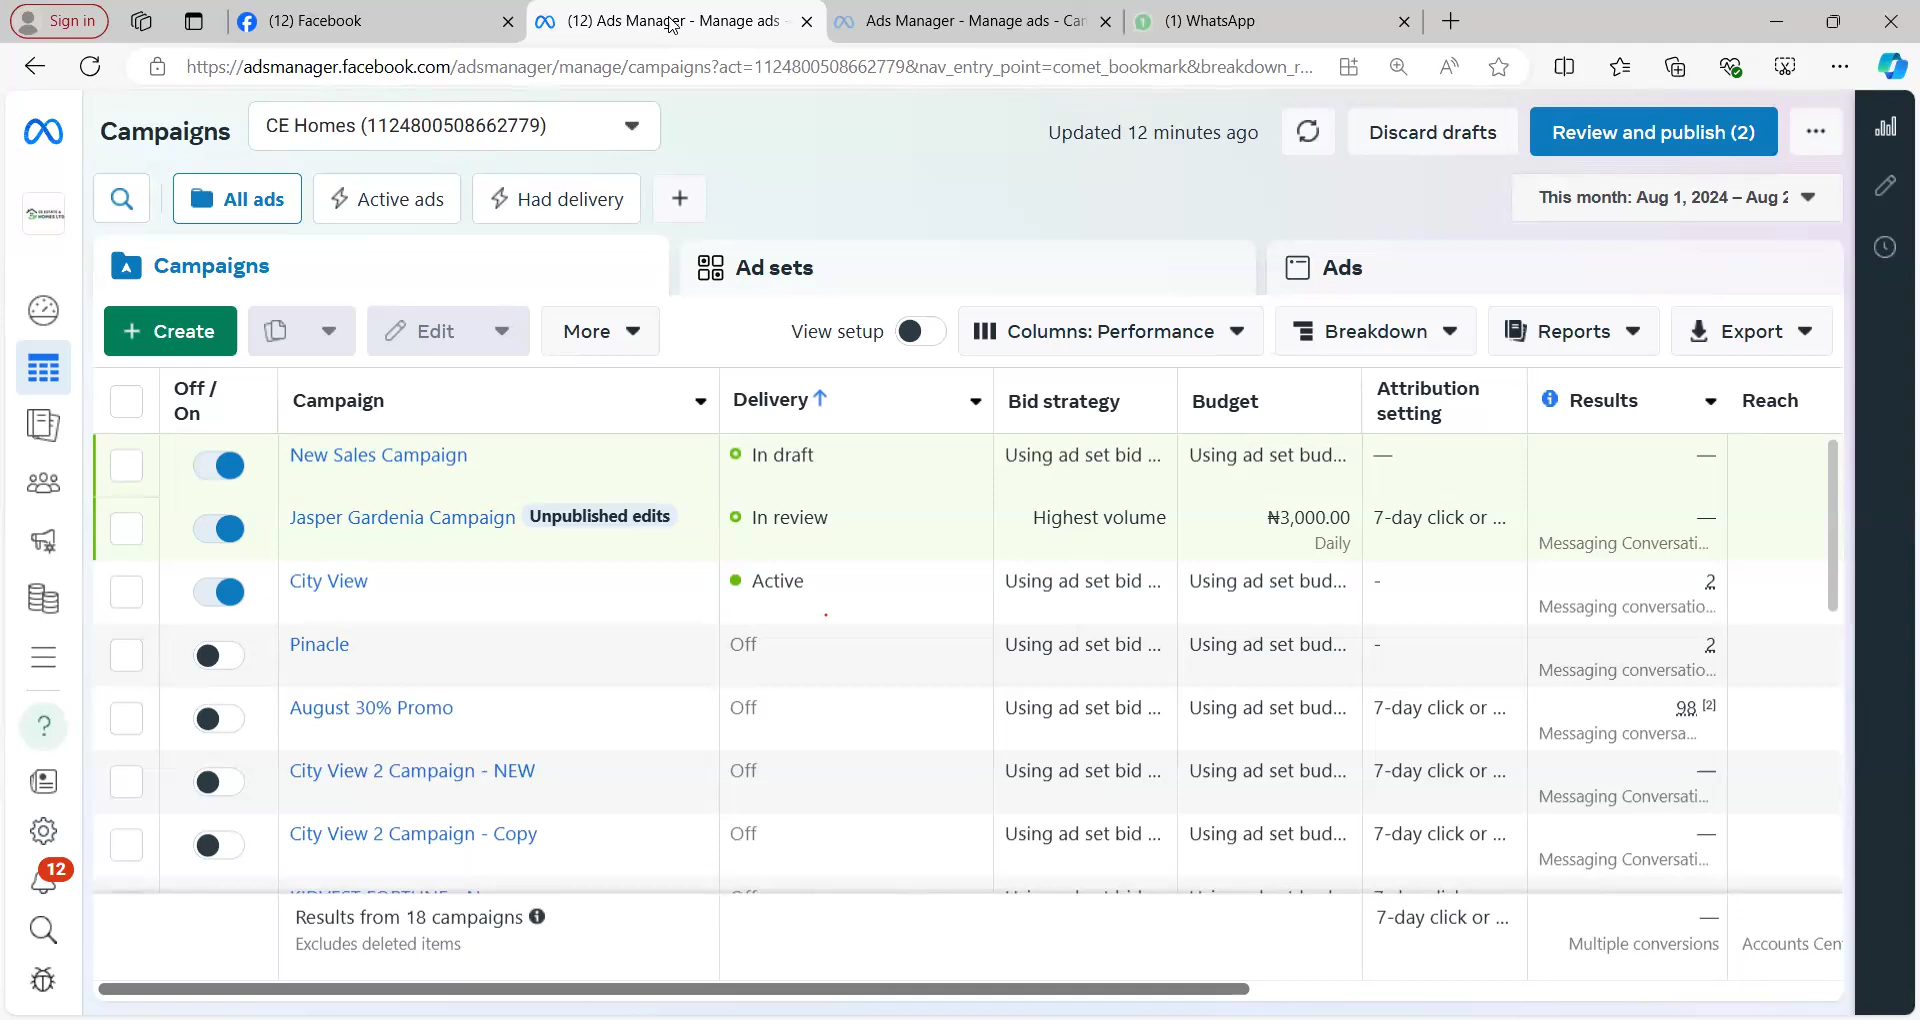 Sign in
(12) Facebook
(12) Ads Manager - Manage ads -
Ads Manager - Manage ads - Car
(1) WhatsApp
https://adsmanager.facebook.com/adsmanager/manage/campaigns?act=1124800508662779&nav_entry_point=comet_bookmark&breakdown_r...
Campaigns
CE Homes (1124800508662779)
Updated 12 minutes ago
Discard drafts
Review and publish (2)
All ads
Active ads
Had delivery
This month: Aug 1, 2024 – Aug 2
Campaigns
Ad sets
Ads
+ Create
Edit
More
View setup
Columns: Performance
Breakdown
Reports
Export
Off / On
Campaign
Delivery ↑
Bid strategy
Budget
Attribution setting
Results
Reach
New Sales Campaign
In draft
Using ad set bid ...
Using ad set bud...
—
—
Jasper Gardenia Campaign
Unpublished edits
In review
Highest volume
₦3,000.00
Daily
7-day click or ...
—
Messaging Conversati...
City View
Active
Using ad set bid ...
Using ad set bud...
-
2
Messaging conversatio...
Pinacle
Off
Using ad set bid ...
Using ad set bud...
-
2
Messaging conversatio...
August 30% Promo
Off
Using ad set bid ...
Using ad set bud...
7-day click or ...
98 [2]
Messaging conversa...
City View 2 Campaign - NEW
Off
Using ad set bid ...
Using ad set bud...
7-day click or ...
—
Messaging Conversati...
City View 2 Campaign - Copy
Off
Using ad set bid ...
Using ad set bud...
7-day click or ...
—
Messaging Conversati...
Results from 18 campaigns
Excludes deleted items
7-day click or ...
—
Multiple conversions
Accounts Cen
12